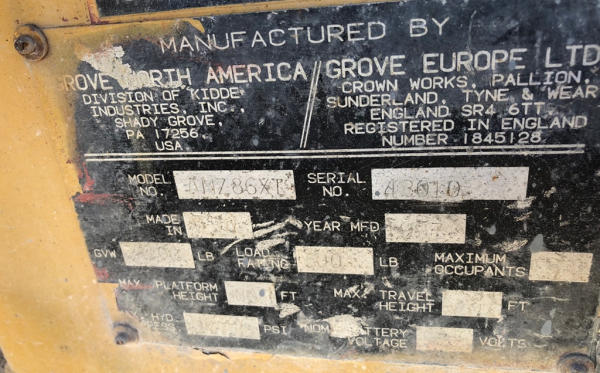 MANUFACTURED BY
GROVE NORTH AMERICA
DIVISION OF KIDDE
INDUSTRIES, INC.
SHADY GROVE,
PA 17256,
USA
GROVE EUROPE LTD
CROWN WORKS, PALLION,
SUNDERLAND, TYNE & WEAR
ENGLAND SR4 6TT
REGISTERED IN ENGLAND
NUMBER 1845128
MODEL NO. AMZ86XT SERIAL NO. 43010
MADE IN YEAR MFD
GVW LB LOAD RATING LB MAXIMUM OCCUPANTS
MAX. PLATFORM HEIGHT FT MAX. TRAVEL HEIGHT FT
HYD. PSI NOM. BATTERY VOLTAGE VOLTS